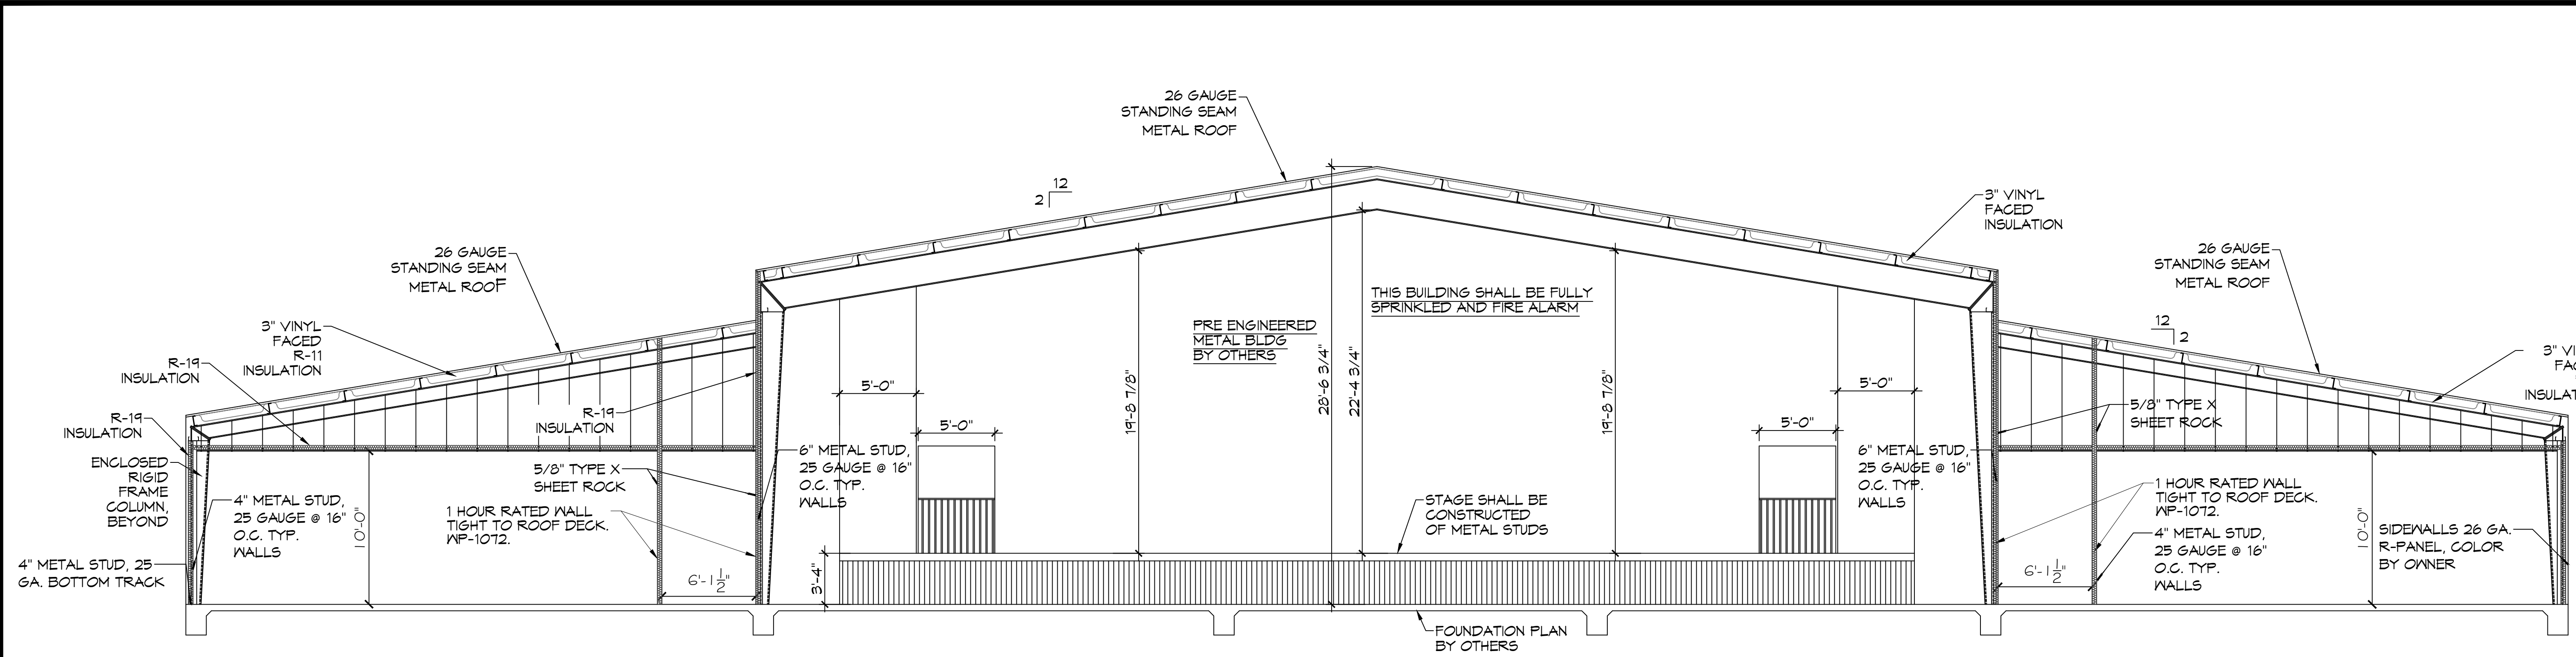 26 GAUGE
STANDING SEAM
METAL ROOF
12
2
3" VINYL
FACED
INSULATION
26 GAUGE
STANDING SEAM
METAL ROOF
26 GAUGE
STANDING SEAM
METAL ROOF
12
2
3" VINYL
FACED
R-11
INSULATION
R-19
INSULATION
R-19
INSULATION
ENCLOSED
RIGID
FRAME
COLUMN,
BEYOND
4" METAL STUD, 25
GA. BOTTOM TRACK
4" METAL STUD,
25 GAUGE @ 16"
O.C. TYP.
WALLS
10'-0"
R-19
INSULATION
5/8" TYPE X
SHEET ROCK
1 HOUR RATED WALL
TIGHT TO ROOF DECK.
WP-1072.
6'-1 1/2"
6" METAL STUD,
25 GAUGE @ 16"
O.C. TYP.
WALLS
3'-4"
5'-0"
5'-0"
19'-8 7/8"
PRE ENGINEERED
METAL BLDG
BY OTHERS
28'-6 3/4"
22'-4 3/4"
THIS BUILDING SHALL BE FULLY
SPRINKLED AND FIRE ALARM
STAGE SHALL BE
CONSTRUCTED
OF METAL STUDS
FOUNDATION PLAN
BY OTHERS
19'-8 7/8"
5'-0"
5'-0"
6" METAL STUD,
25 GAUGE @ 16"
O.C. TYP.
WALLS
5/8" TYPE X
SHEET ROCK
1 HOUR RATED WALL
TIGHT TO ROOF DECK.
WP-1072.
4" METAL STUD,
25 GAUGE @ 16"
O.C. TYP.
WALLS
6'-1 1/2"
10'-0"
SIDEWALLS 26 GA.
R-PANEL, COLOR
BY OWNER
3"